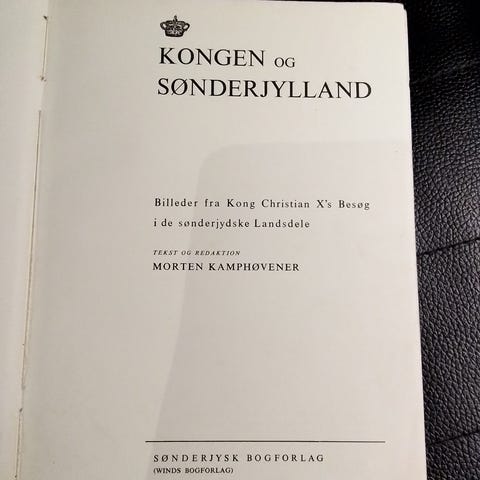 KONGEN OG
SØNDERJYLLAND
Billeder fra Kong Christian X's Besøg
i de sønderjydske Landsdele
TEKST OG REDAKTION
MORTEN KAMPHØVENER
SØNDERJYSK BOGFORLAG
(WINDS BOGFORLAG)